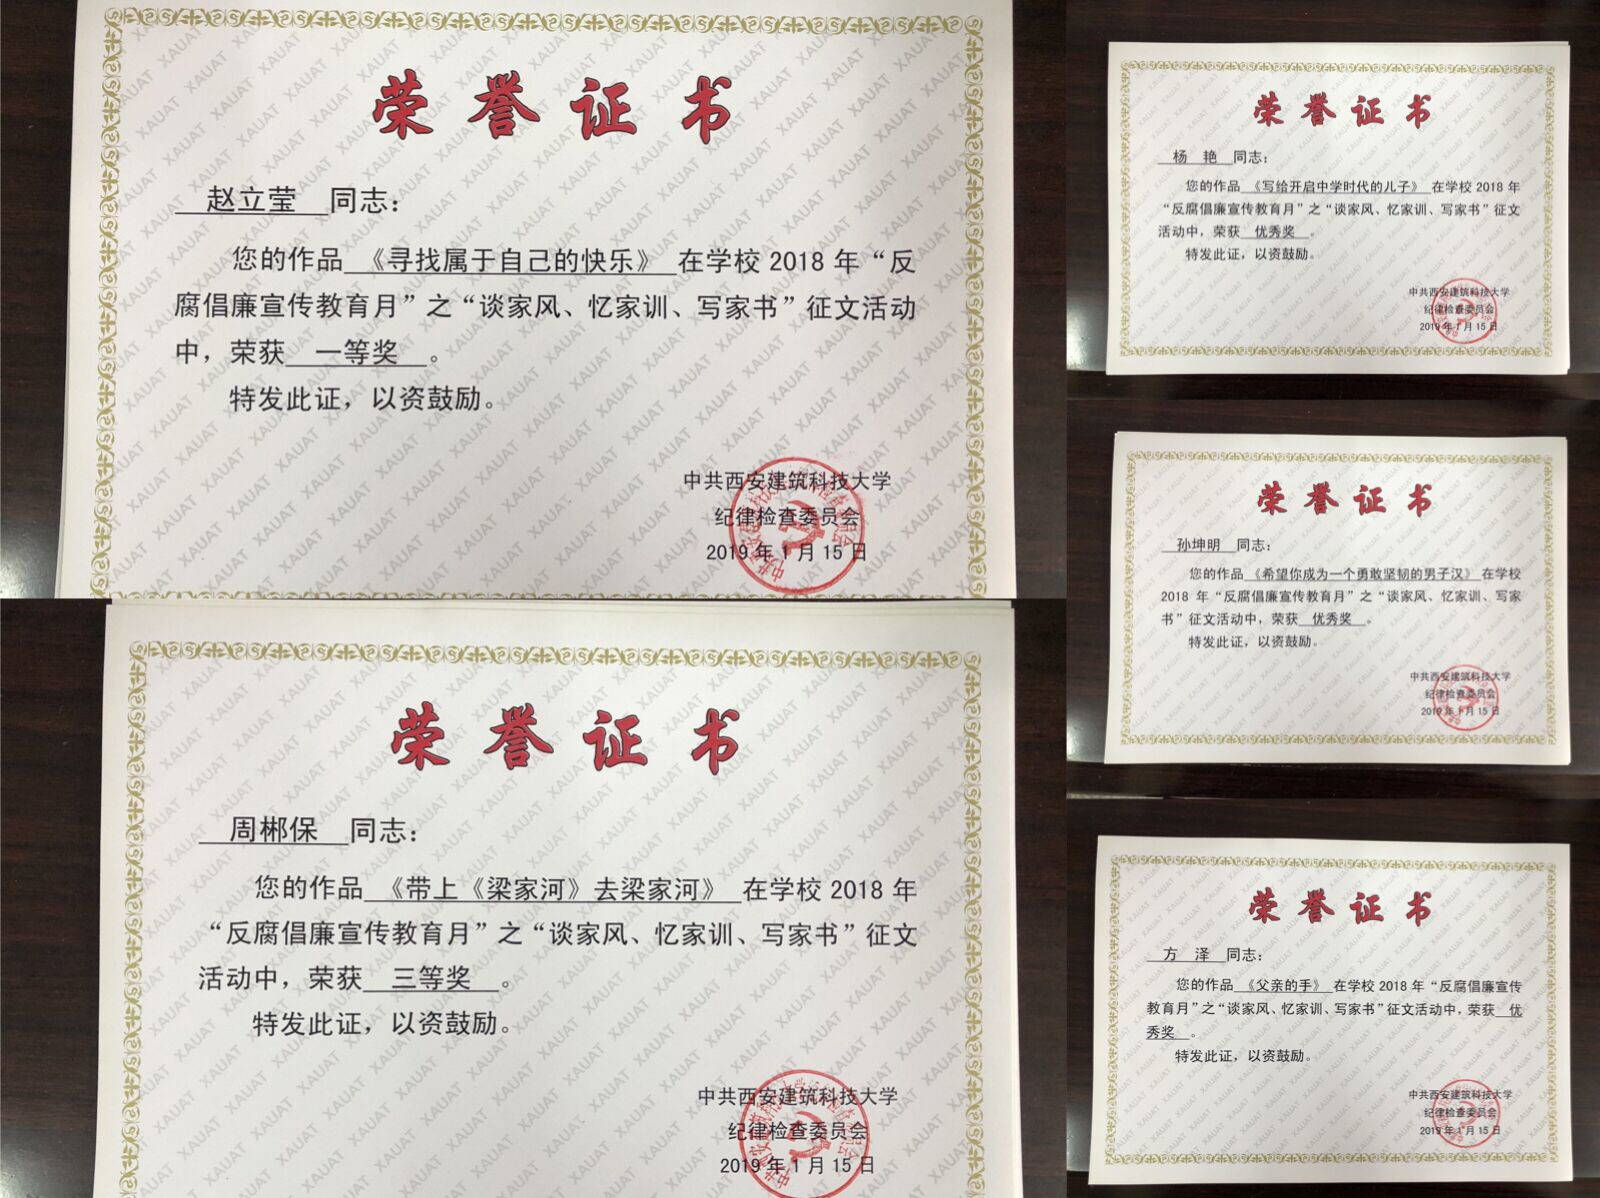 荣誉证书
赵立莹 同志：
您的作品 《寻找属于自己的快乐》 在学校 2018 年“反
腐倡廉宣传教育月”之“谈家风、忆家训、写家书”征文活动
中，荣获 一等奖 。
特发此证，以资鼓励。
中共西安建筑科技大学
纪律检查委员会
2019 年 1 月 15 日
荣誉证书
周郴保 同志：
您的作品 《带上《梁家河》去梁家河》 在学校 2018 年
“反腐倡廉宣传教育月”之“谈家风、忆家训、写家书”征文
活动中，荣获 三等奖 。
特发此证，以资鼓励。
中共西安建筑科技大学
纪律检查委员会
2019 年 1 月 15 日
荣誉证书
杨 艳 同志：
您的作品 《写给开启中学时代的儿子》 在学校 2018 年
“反腐倡廉宣传教育月”之“谈家风、忆家训、写家书”征文
活动中，荣获 优秀奖 。
特发此证，以资鼓励。
中共西安建筑科技大学
纪律检查委员会
2019 年 1 月 15 日
荣誉证书
孙坤明 同志：
您的作品 《希望你成为一个勇敢坚韧的男子汉》 在学校
2018 年“反腐倡廉宣传教育月”之“谈家风、忆家训、写家
书”征文活动中，荣获 优秀奖 。
特发此证，以资鼓励。
中共西安建筑科技大学
纪律检查委员会
2019 年 1 月 15 日
荣誉证书
方 泽 同志：
您的作品 《父亲的手》 在学校 2018 年“反腐倡廉宣传
教育月”之“谈家风、忆家训、写家书”征文活动中，荣获 优
秀奖 。
特发此证，以资鼓励。
中共西安建筑科技大学
纪律检查委员会
2019 年 1 月 15 日